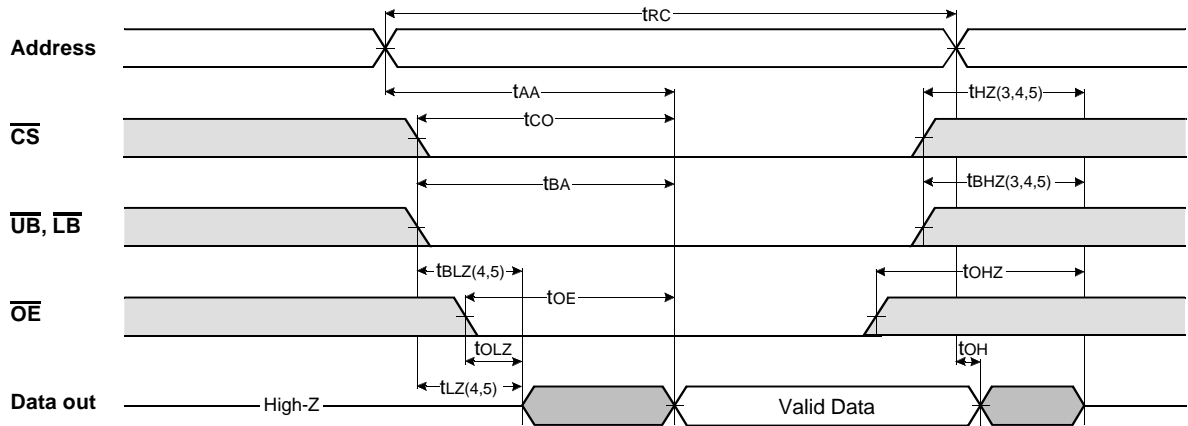 tRC
Address
tAA
tHZ(3,4,5)
CS
tCO
tBA
tBHZ(3,4,5)
UB, LB
tBLZ(4,5)
tOHZ
OE
tOE
tOLZ
tOH
tLZ(4,5)
Data out
High-Z
Valid Data